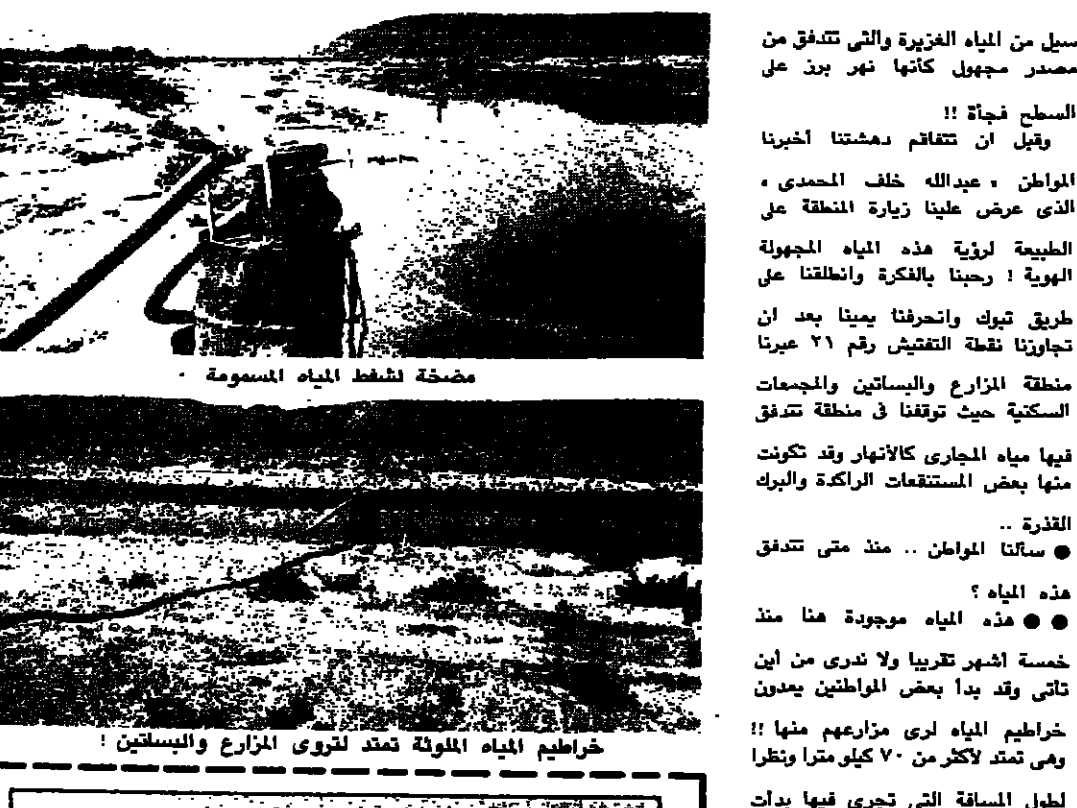 سيل من المياه الغزيرة والتى تتدفق من
مصدر مجهول كأنها نهر برز على
السطح فجأة !!
وقبل ان تتفاقم دهشتنا أخبرنا
المواطن « عبدالله خلف المحمدى »
الذى عرض علينا زيارة المنطقة على
الطبيعة لرؤية هذه المياه المجهولة
الهوية ! رحبنا بالفكرة وانطلقنا على
طريق تبوك وانحرفنا يمينا بعد ان
تجاوزنا نقطة التفتيش رقم ٢١ عبرنا
منطقة المزارع والبساتين والمجمعات
السكنية حيث توقفنا فى منطقة تتدفق
فيها مياه المجارى كالأنهار وقد تكونت
منها بعض المستنقعات الراكدة والبرك
القذرة ..
● سألنا المواطن .. منذ متى تتدفق
هذه المياه ؟
● ● هذه المياه موجودة هنا منذ
خمسة أشهر تقريبا ولا ندرى من أين
تأتى وقد بدأ بعض المواطنين يمدون
خراطيم المياه لرى مزارعهم منها !!
وهى تمتد لأكثر من ٧٠ كيلو مترا ونظرا
لطول المسافة التى تجرى فيها بدأت
مضخة لشفط المياه المسمومة .
خراطيم المياه الملوثة تمتد لتروى المزارع والبساتين !